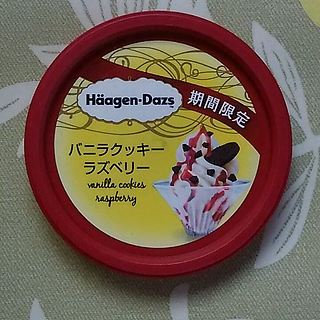 Häagen-Dazs
期間限定
バニラクッキー
ラズベリー
vanilla cookies
raspberry